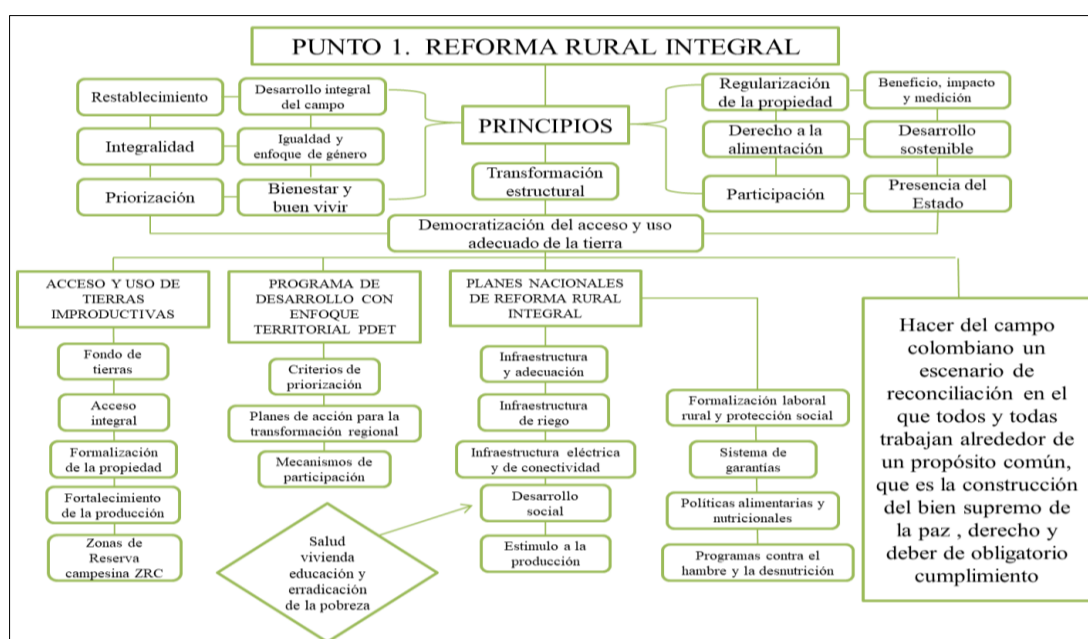 PUNTO 1. REFORMA RURAL INTEGRAL
Restablecimiento
Desarrollo integral
del campo
Integralidad
Igualdad y
enfoque de género
Priorización
Bienestar y
buen vivir
PRINCIPIOS
Transformación
estructural
Regularización
de la propiedad
Beneficio, impacto
y medición
Derecho a la
alimentación
Desarrollo
sostenible
Participación
Presencia del
Estado
Democratización del acceso y uso
adecuado de la tierra
ACCESO Y USO DE
TIERRAS
IMPRODUCTIVAS
Fondo de
tierras
Acceso
integral
Formalización
de la propiedad
Fortalecimiento
de la producción
Zonas de
Reserva
campesina ZRC
PROGRAMA DE
DESARROLLO CON
ENFOQUE
TERRITORIAL PDET
Criterios de
priorización
Planes de acción para la
transformación regional
Mecanismos de
participación
Salud
vivienda
educación y
erradicación
de la pobreza
PLANES NACIONALES
DE REFORMA RURAL
INTEGRAL
Infraestructura
y adecuación
Infraestructura
de riego
Infraestructura eléctrica
y de conectividad
Desarrollo
social
Estimulo a la
producción
Formalización laboral
rural y protección social
Sistema de
garantías
Políticas alimentarias y
nutricionales
Programas contra el
hambre y la desnutrición
Hacer del campo
colombiano un
escenario de
reconciliación en el
que todos y todas
trabajan alrededor de
un propósito común,
que es la construcción
del bien supremo de
la paz , derecho y
deber de obligatorio
cumplimiento